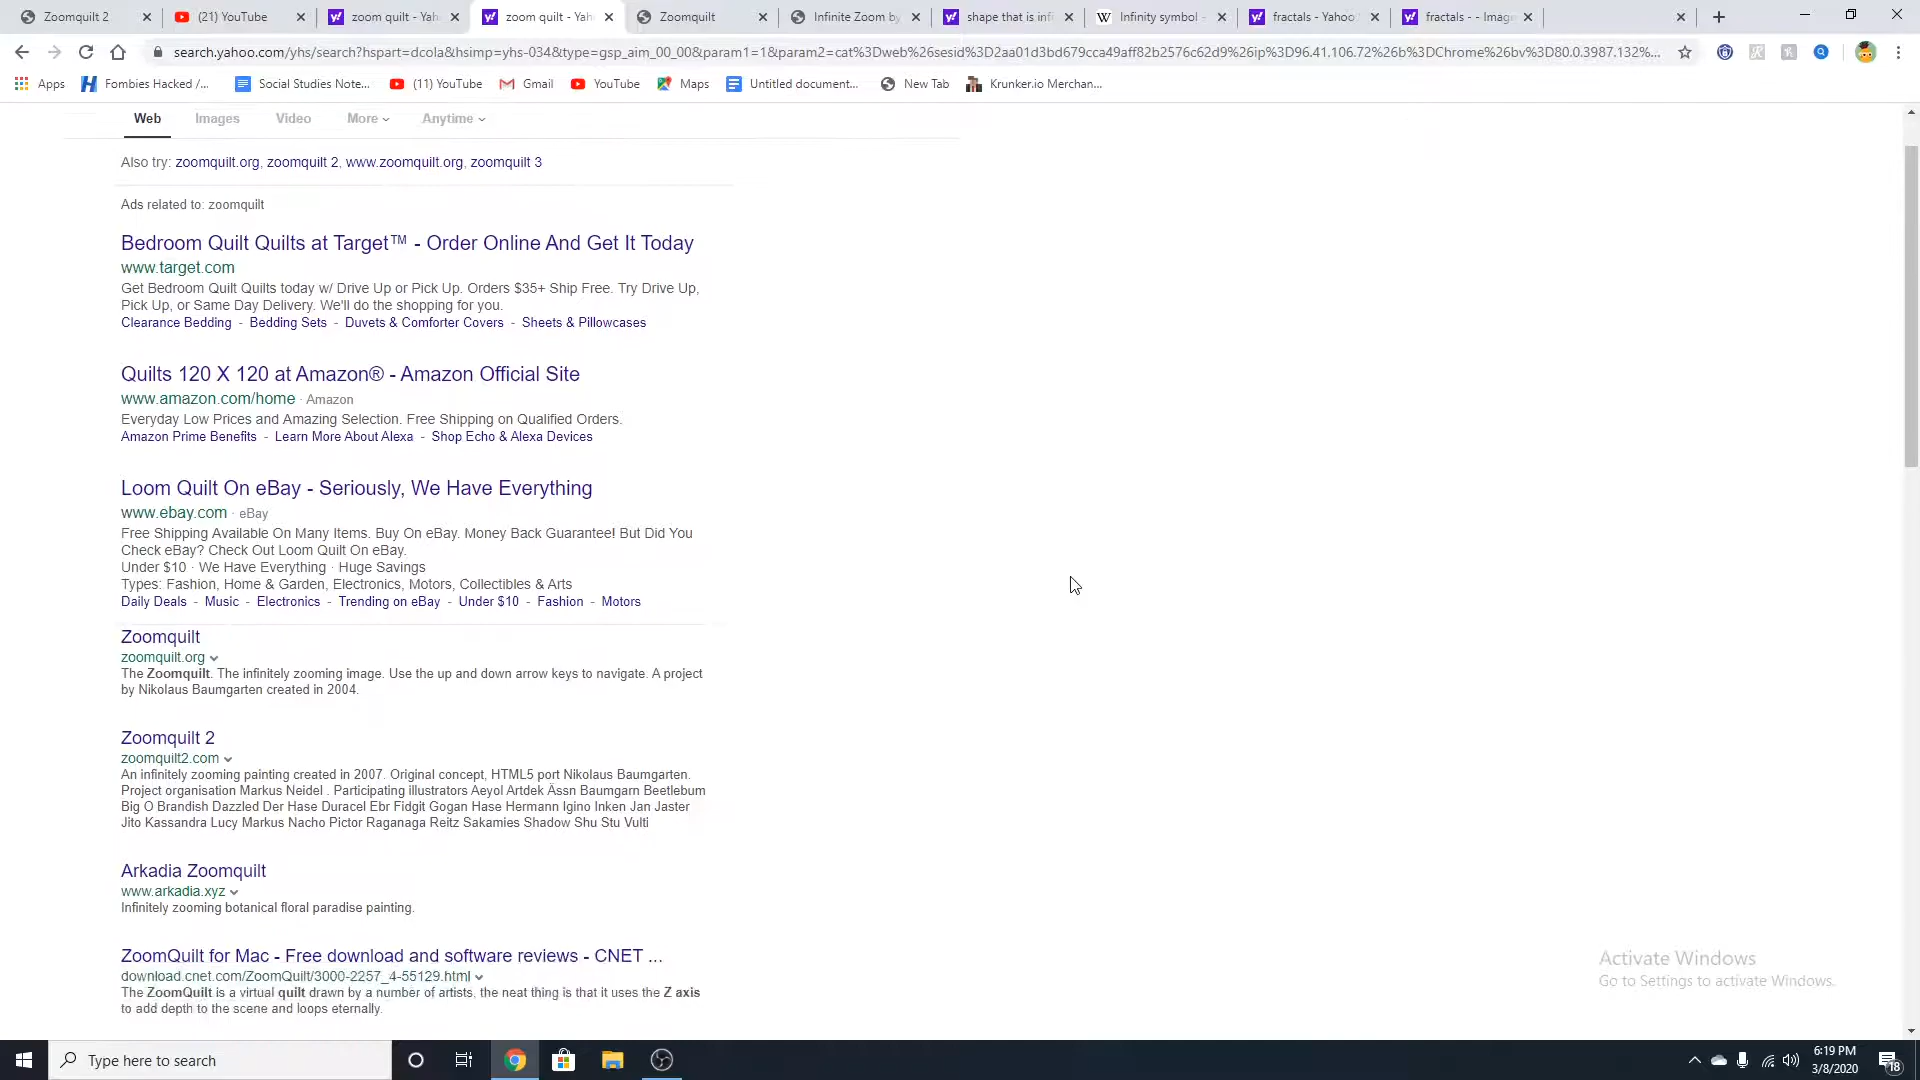 Zoomquilt 2
(21) YouTube
zoom quilt - Yah
zoom quilt - Yah
Zoomquilt
Infinite Zoom by
shape that is infi
Infinity symbol -
fractals - Yahoo
fractals - - Image
search.yahoo.com/yhs/search?hspart=dcola&hsimp=yhs-034&type=gsp_aim_00_00&param1=1&param2=cat%3Dweb%26sesid%3D2aa01d3bd679cca49aff82b2576c62d9%26ip%3D96.41.106.72%26b%3DChrome%26bv%3D80.0.3987.132%...
Apps
Fombies Hacked /...
Social Studies Note...
(11) YouTube
Gmail
YouTube
Maps
Untitled document...
New Tab
Krunker.io Merchan...
Web Images Video More Anytime
Also try: zoomquilt.org, zoomquilt 2, www.zoomquilt.org, zoomquilt 3
Ads related to: zoomquilt
Bedroom Quilt Quilts at Target™ - Order Online And Get It Today
www.target.com
Get Bedroom Quilt Quilts today w/ Drive Up or Pick Up. Orders $35+ Ship Free. Try Drive Up,
Pick Up, or Same Day Delivery. We'll do the shopping for you.
Clearance Bedding - Bedding Sets - Duvets & Comforter Covers - Sheets & Pillowcases
Quilts 120 X 120 at Amazon® - Amazon Official Site
www.amazon.com/home · Amazon
Everyday Low Prices and Amazing Selection. Free Shipping on Qualified Orders.
Amazon Prime Benefits - Learn More About Alexa - Shop Echo & Alexa Devices
Loom Quilt On eBay - Seriously, We Have Everything
www.ebay.com · eBay
Free Shipping Available On Many Items. Buy On eBay. Money Back Guarantee! But Did You
Check eBay? Check Out Loom Quilt On eBay.
Under $10 · We Have Everything · Huge Savings
Types: Fashion, Home & Garden, Electronics, Motors, Collectibles & Arts
Daily Deals - Music - Electronics - Trending on eBay - Under $10 - Fashion - Motors
Zoomquilt
zoomquilt.org
The Zoomquilt. The infinitely zooming image. Use the up and down arrow keys to navigate. A project
by Nikolaus Baumgarten created in 2004.
Zoomquilt 2
zoomquilt2.com
An infinitely zooming painting created in 2007. Original concept, HTML5 port Nikolaus Baumgarten.
Project organisation Markus Neidel . Participating illustrators Aeyol Artdek Ässn Baumgarn Beetlebum
Big O Brandish Dazzled Der Hase Duracel Ebr Fidgit Gogan Hase Hermann Igino Inken Jan Jaster
Jito Kassandra Lucy Markus Nacho Pictor Raganaga Reitz Sakamies Shadow Shu Stu Vulti
Arkadia Zoomquilt
www.arkadia.xyz
Infinitely zooming botanical floral paradise painting.
ZoomQuilt for Mac - Free download and software reviews - CNET ...
download.cnet.com/ZoomQuilt/3000-2257_4-55129.html
The ZoomQuilt is a virtual quilt drawn by a number of artists, the neat thing is that it uses the Z axis
to add depth to the scene and loops eternally.
Activate Windows
Go to Settings to activate Windows.
Type here to search
6:19 PM
3/8/2020
18